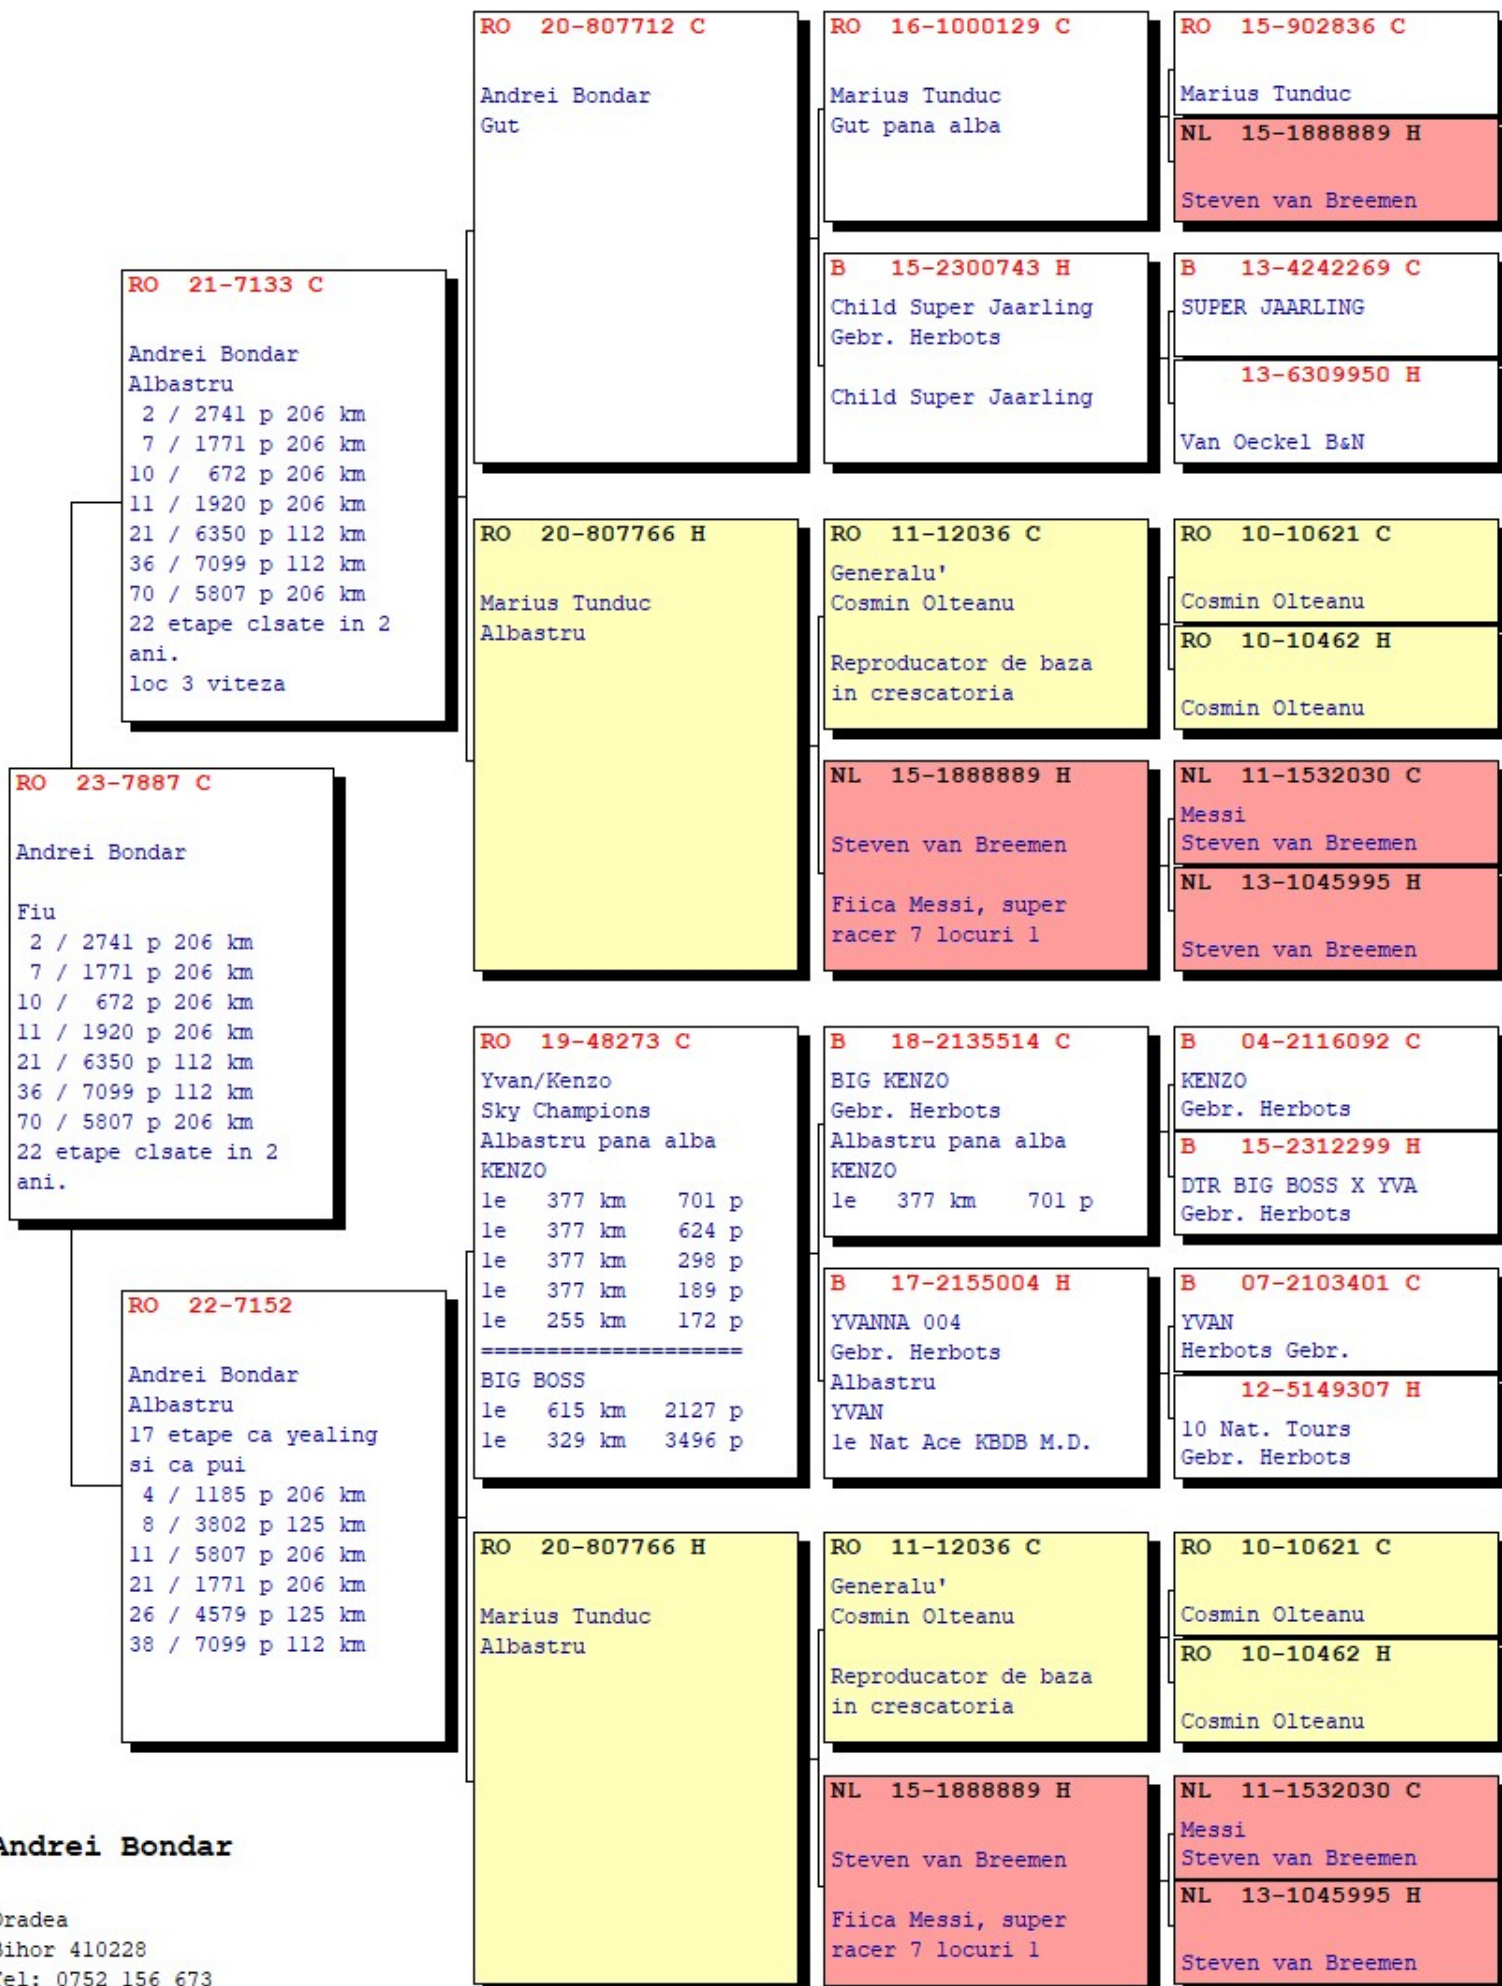 RO 20-807712 C
Andrei Bondar
Gut
RO 16-1000129 C
Marius Tunduc
Gut pana alba
RO 15-902836 C
Marius Tunduc
NL 15-1888889 H
Steven van Breemen
B 15-2300743 H
Child Super Jaarling
Gebr. Herbots
Child Super Jaarling
B 13-4242269 C
SUPER JAARLING
13-6309950 H
Van Oeckel B&N
RO 21-7133 C
Andrei Bondar
Albastru
2 / 2741 p 206 km
7 / 1771 p 206 km
10 / 672 p 206 km
11 / 1920 p 206 km
21 / 6350 p 112 km
36 / 7099 p 112 km
70 / 5807 p 206 km
22 etape clsate in 2
ani.
loc 3 viteza
RO 20-807766 H
Marius Tunduc
Albastru
RO 11-12036 C
Generalu'
Cosmin Olteanu
Reproducator de baza
in crescatoria
RO 10-10621 C
Cosmin Olteanu
RO 10-10462 H
Cosmin Olteanu
NL 15-1888889 H
Steven van Breemen
Fiica Messi, super
racer 7 locuri 1
NL 11-1532030 C
Messi
Steven van Breemen
NL 13-1045995 H
Steven van Breemen
RO 23-7887 C
Andrei Bondar
Fiu
2 / 2741 p 206 km
7 / 1771 p 206 km
10 / 672 p 206 km
11 / 1920 p 206 km
21 / 6350 p 112 km
36 / 7099 p 112 km
70 / 5807 p 206 km
22 etape clsate in 2
ani.
RO 19-48273 C
Yvan/Kenzo
Sky Champions
Albastru pana alba
KENZO
1e 377 km 701 p
1e 377 km 624 p
1e 377 km 298 p
1e 377 km 189 p
1e 255 km 172 p
====================
BIG BOSS
1e 615 km 2127 p
1e 329 km 3496 p
B 18-2135514 C
BIG KENZO
Gebr. Herbots
Albastru pana alba
KENZO
1e 377 km 701 p
B 04-2116092 C
KENZO
Gebr. Herbots
B 15-2312299 H
DTR BIG BOSS X YVA
Gebr. Herbots
B 17-2155004 H
YVANNA 004
Gebr. Herbots
Albastru
YVAN
1e Nat Ace KBDB M.D.
B 07-2103401 C
YVAN
Herbots Gebr.
12-5149307 H
10 Nat. Tours
Gebr. Herbots
RO 22-7152
Andrei Bondar
Albastru
17 etape ca yealing
si ca pui
4 / 1185 p 206 km
8 / 3802 p 125 km
11 / 5807 p 206 km
21 / 1771 p 206 km
26 / 4579 p 125 km
38 / 7099 p 112 km
RO 20-807766 H
Marius Tunduc
Albastru
RO 11-12036 C
Generalu'
Cosmin Olteanu
Reproducator de baza
in crescatoria
RO 10-10621 C
Cosmin Olteanu
RO 10-10462 H
Cosmin Olteanu
NL 15-1888889 H
Steven van Breemen
Fiica Messi, super
racer 7 locuri 1
NL 11-1532030 C
Messi
Steven van Breemen
NL 13-1045995 H
Steven van Breemen
Andrei Bondar
Oradea
Bihor 410228
Tel: 0752 156 673